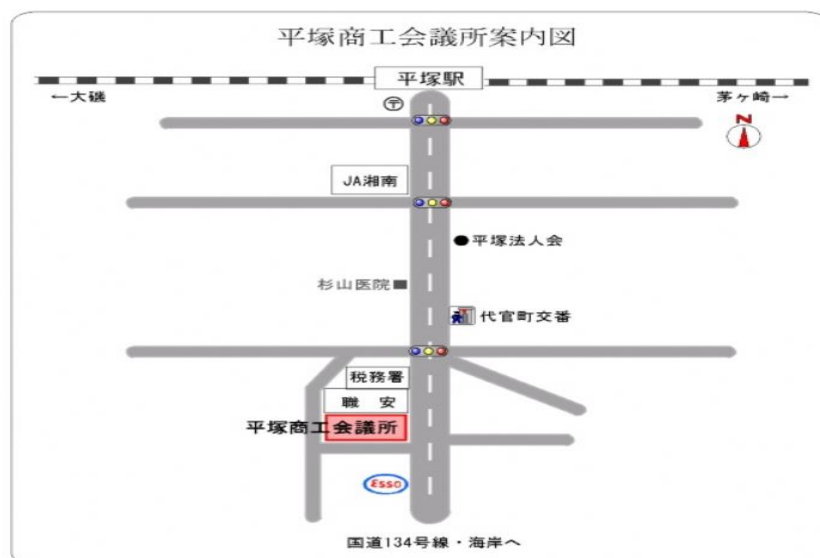 平塚商工会議所案内図
平塚駅
←大磯
茅ヶ崎→
〒
N
JA湘南
平塚法人会
杉山医院
代官町交番
税務署
職 安
平塚商工会議所
Esso
国道134号線・海岸へ